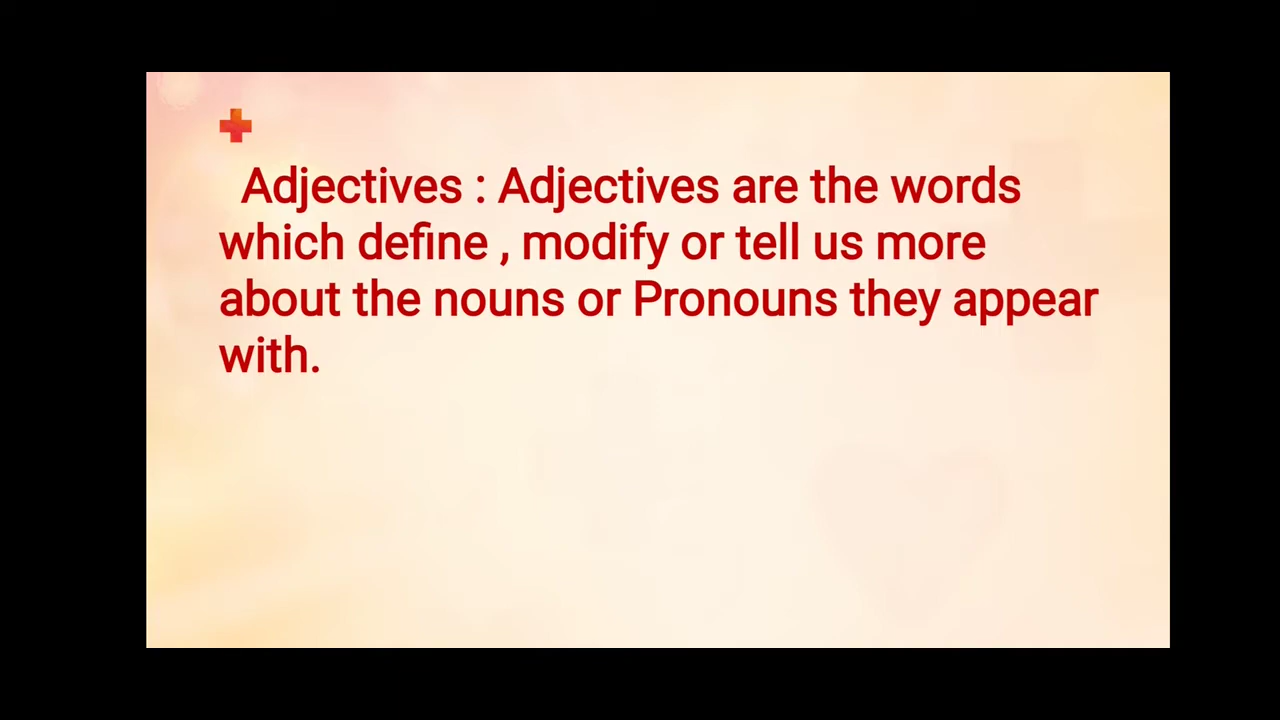 Adjectives : Adjectives are the words
which define , modify or tell us more
about the nouns or Pronouns they appear
with.